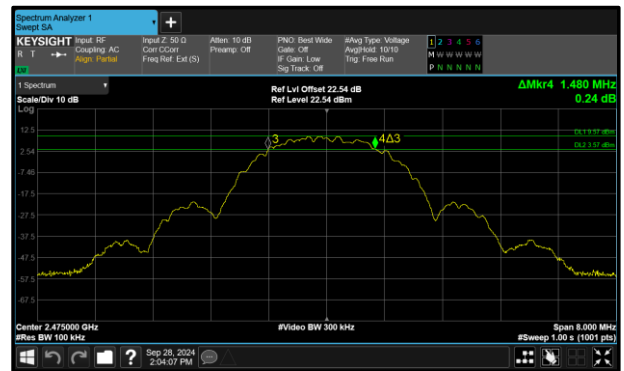 Spectrum Analyzer 1
Swept SA
+
KEYSIGHT
R T
LW
Input: RF
Coupling: AC
Align: Partial
Input Z: 50 Ω
Corr CCorr
Freq Ref: Ext (S)
Atten: 10 dB
Preamp: Off
PNO: Best Wide
Gate: Off
IF Gain: Low
Sig Track: Off
#Avg Type: Voltage
Avg|Hold: 10/10
Trig: Free Run
1 2 3 4 5 6
M W W W W W
P N N N N N
1 Spectrum
Scale/Div 10 dB
Log
Ref Lvl Offset 22.54 dB
Ref Level 22.54 dBm
ΔMkr4 1.480 MHz
0.24 dB
12.5
2.54
-7.46
-17.5
-27.5
-37.5
-47.5
-57.5
-67.5
3
4Δ3
DL1 9.57 dBm
DL2 3.57 dBm
Center 2.475000 GHz
#Res BW 100 kHz
#Video BW 300 kHz
Span 8.000 MHz
#Sweep 1.00 s (1001 pts)
?
Sep 28, 2024
2:04:07 PM